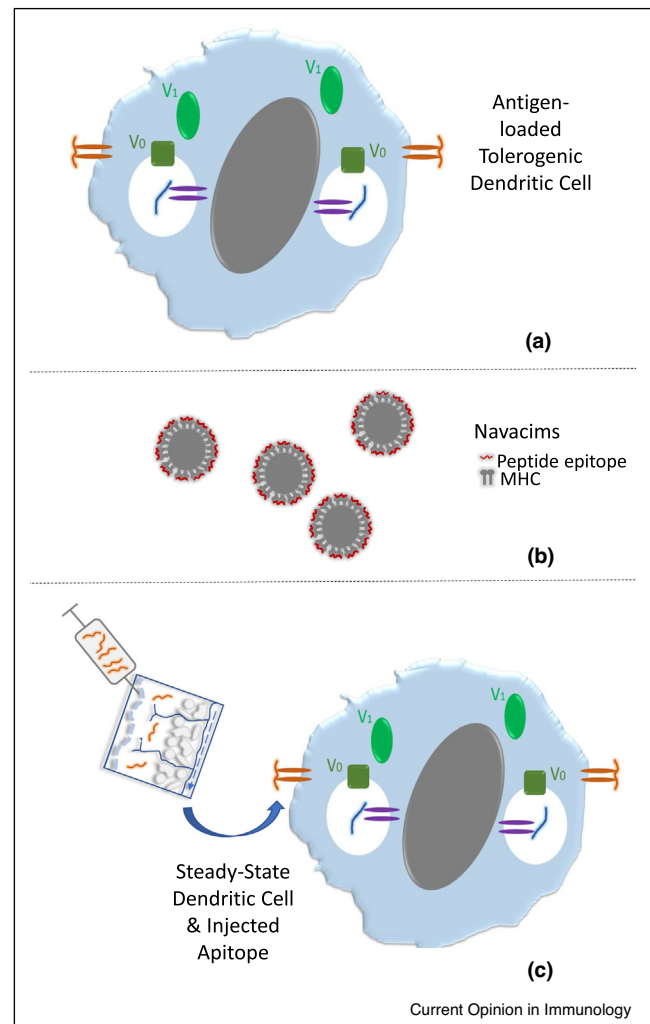 V1
V1
V0
V0
Antigen-
loaded
Tolerogenic
Dendritic Cell
(a)
Navacims
Peptide epitope
MHC
(b)
V1
V1
V0
V0
Steady-State
Dendritic Cell
& Injected
Apitope
(c)
Current Opinion in Immunology